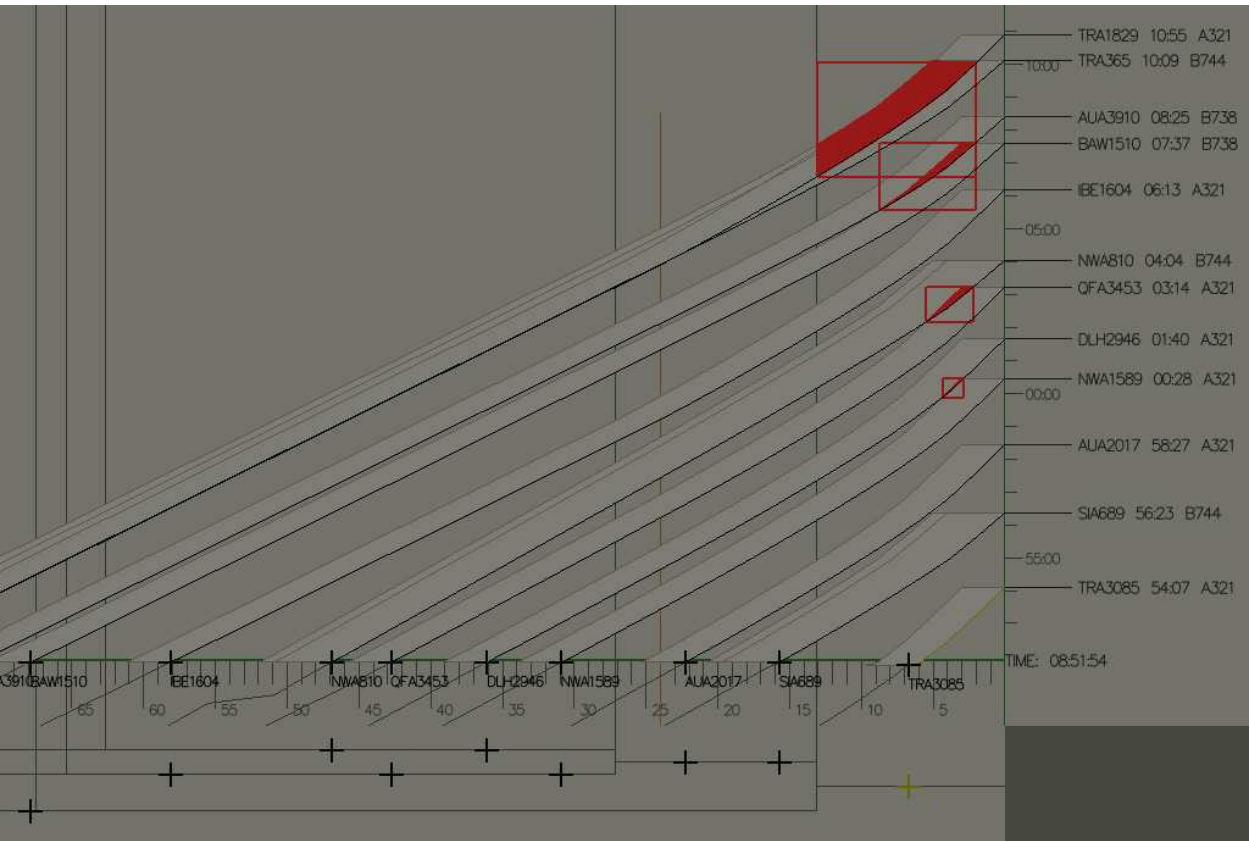 TRA1829 10:55 A321
10:00
TRA365 10:09 B744
AUA3910 08:25 B738
BAW1510 07:37 B738
IBE1604 06:13 A321
05:00
NWA810 04:04 B744
QFA3453 03:14 A321
DLH2946 01:40 A321
NWA1589 00:28 A321
00:00
AUA2017 58:27 A321
SIA689 56:23 B744
55:00
TRA3085 54:07 A321
TIME: 08:51:54
A3910 BAW1510 IBE1604 NWA810 QFA3453 DLH2946 NWA1589 AUA2017 SIA689 TRA3085
65 60 55 50 45 40 35 30 25 20 15 10 5